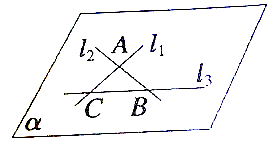 l₂ A l₁
l₃
C B
α